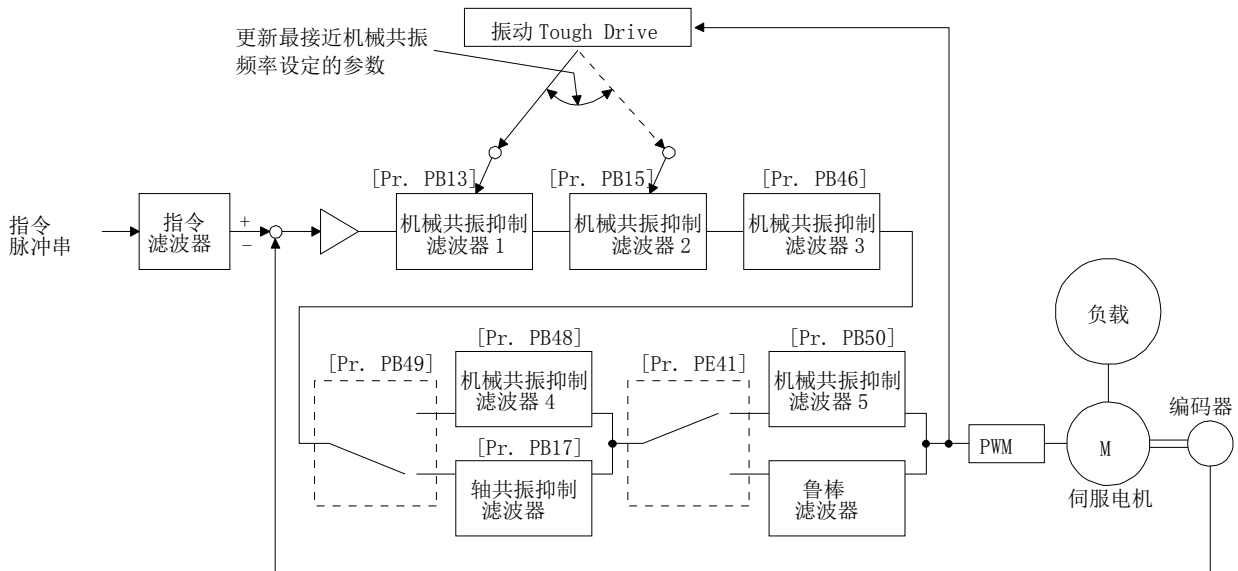 振动 Tough Drive
更新最接近机械共振
频率设定的参数
[Pr. PB13]
[Pr. PB15]
[Pr. PB46]
指令
脉冲串
指令
滤波器
+
-
机械共振抑制
滤波器 1
机械共振抑制
滤波器 2
机械共振抑制
滤波器 3
负载
[Pr. PB48]
[Pr. PB50]
[Pr. PB49]
[Pr. PE41]
机械共振抑制
滤波器 4
机械共振抑制
滤波器 5
编码器
[Pr. PB17]
PWM
M
轴共振抑制
滤波器
鲁棒
滤波器
伺服电机